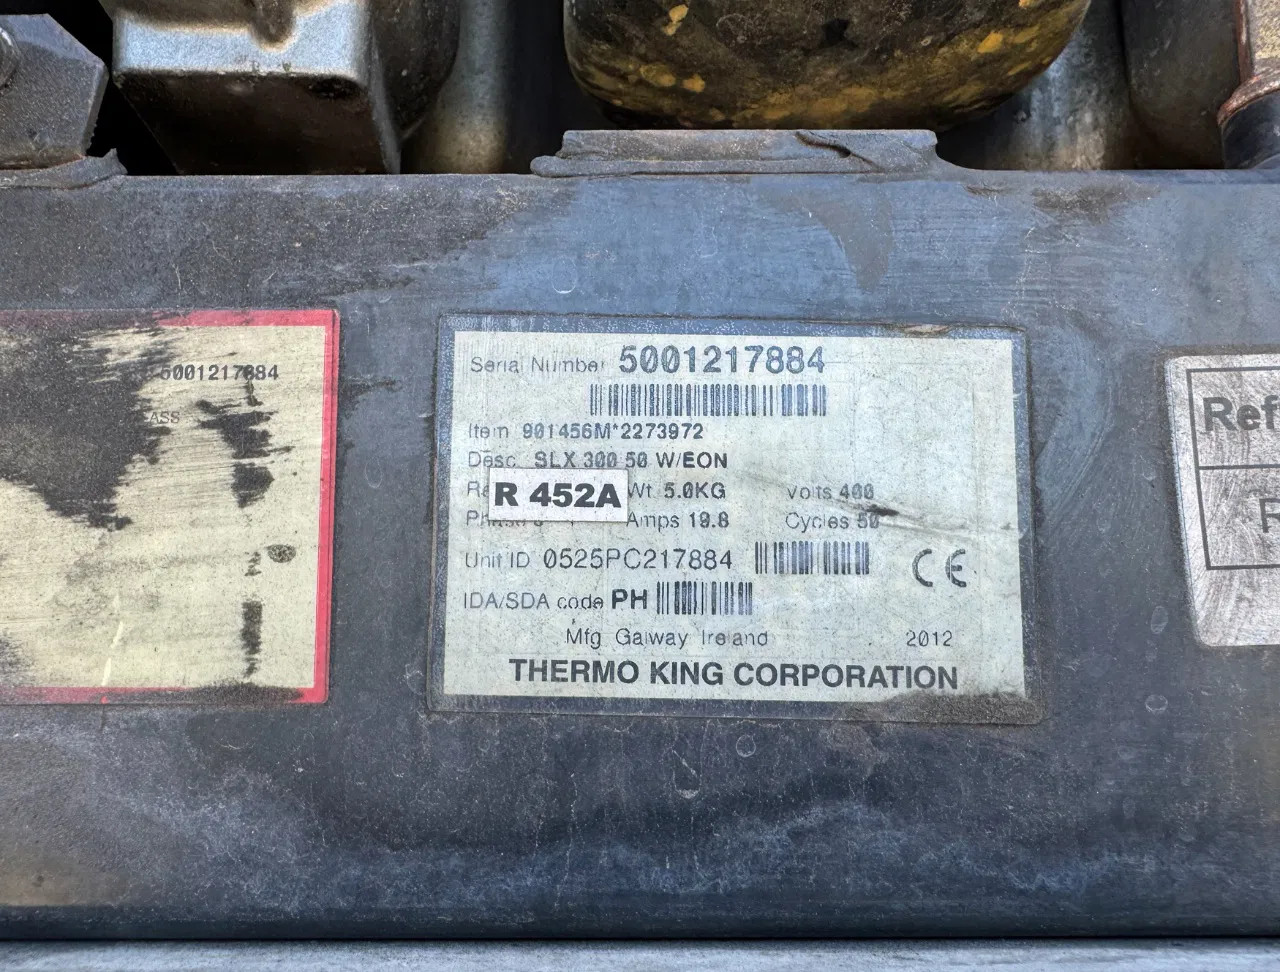 5001217884
ASS
Serial Number 5001217884
Item 901456M*2273972
Desc SLX 300 50 W/EON
R 452A Wt 5.0KG Volts 400
Amps 19.8 Cycles 50
Unit ID 0525PC217884 CE
IDA/SDA code PH
Mfg Galway Ireland 2012
THERMO KING CORPORATION
Ref